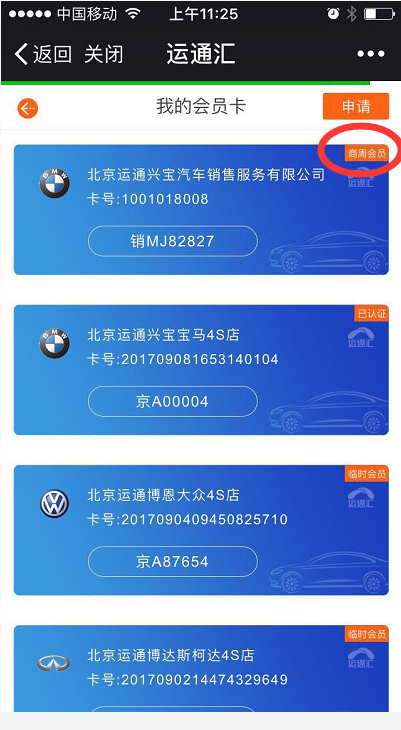 中国移动 上午11:25
返回 关闭 运通汇
我的会员卡 申请
商周会员
BMW
北京运通兴宝汽车销售服务有限公司
运通汇
卡号:1001018008
销MJ82827
已认证
BMW
北京运通兴宝宝马4S店
运通汇
卡号:201709081653140104
京A00004
临时会员
北京运通博恩大众4S店
运通汇
卡号:2017090409450825710
京A87654
临时会员
北京运通博达斯柯达4S店
运通汇
卡号:2017090214474329649